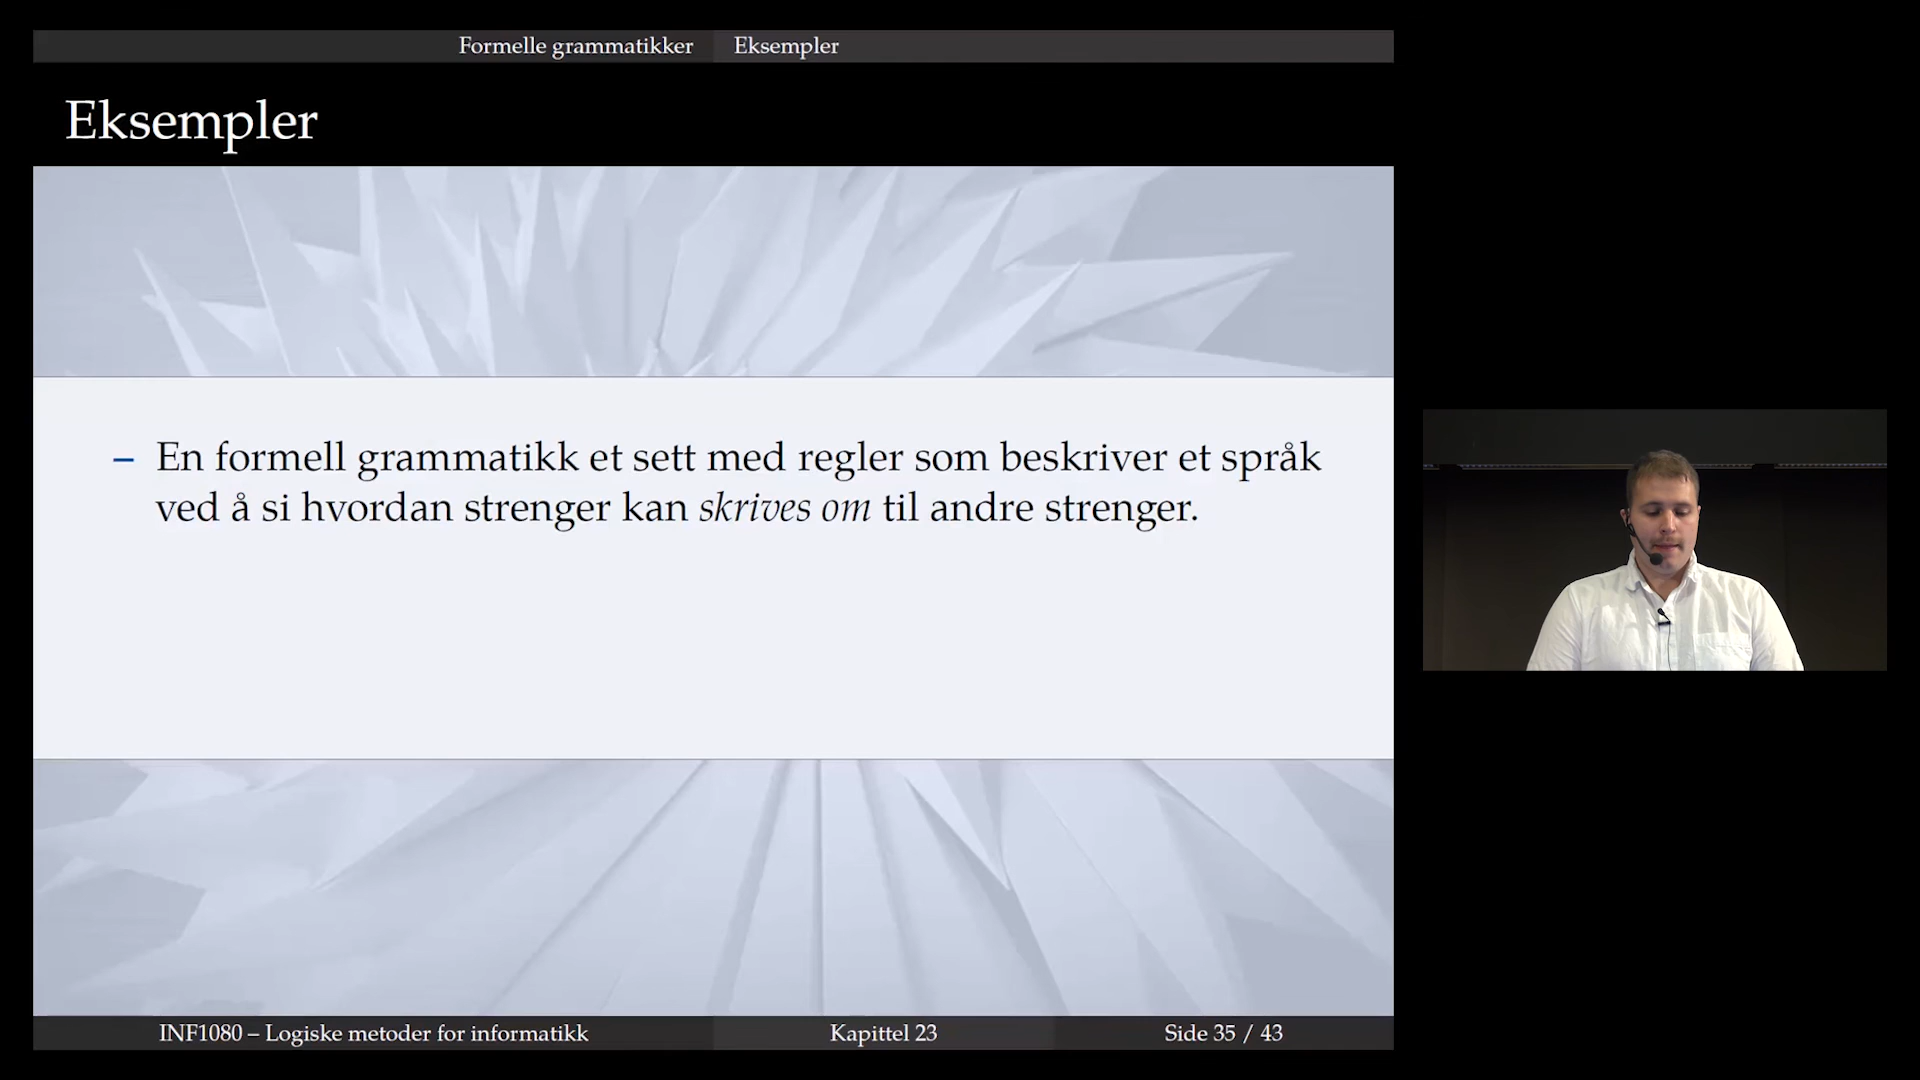 Formelle grammatikker Eksempler
Eksempler
– En formell grammatikk et sett med regler som beskriver et språk
ved å si hvordan strenger kan skrives om til andre strenger.
INF1080 – Logiske metoder for informatikk Kapittel 23 Side 35 / 43